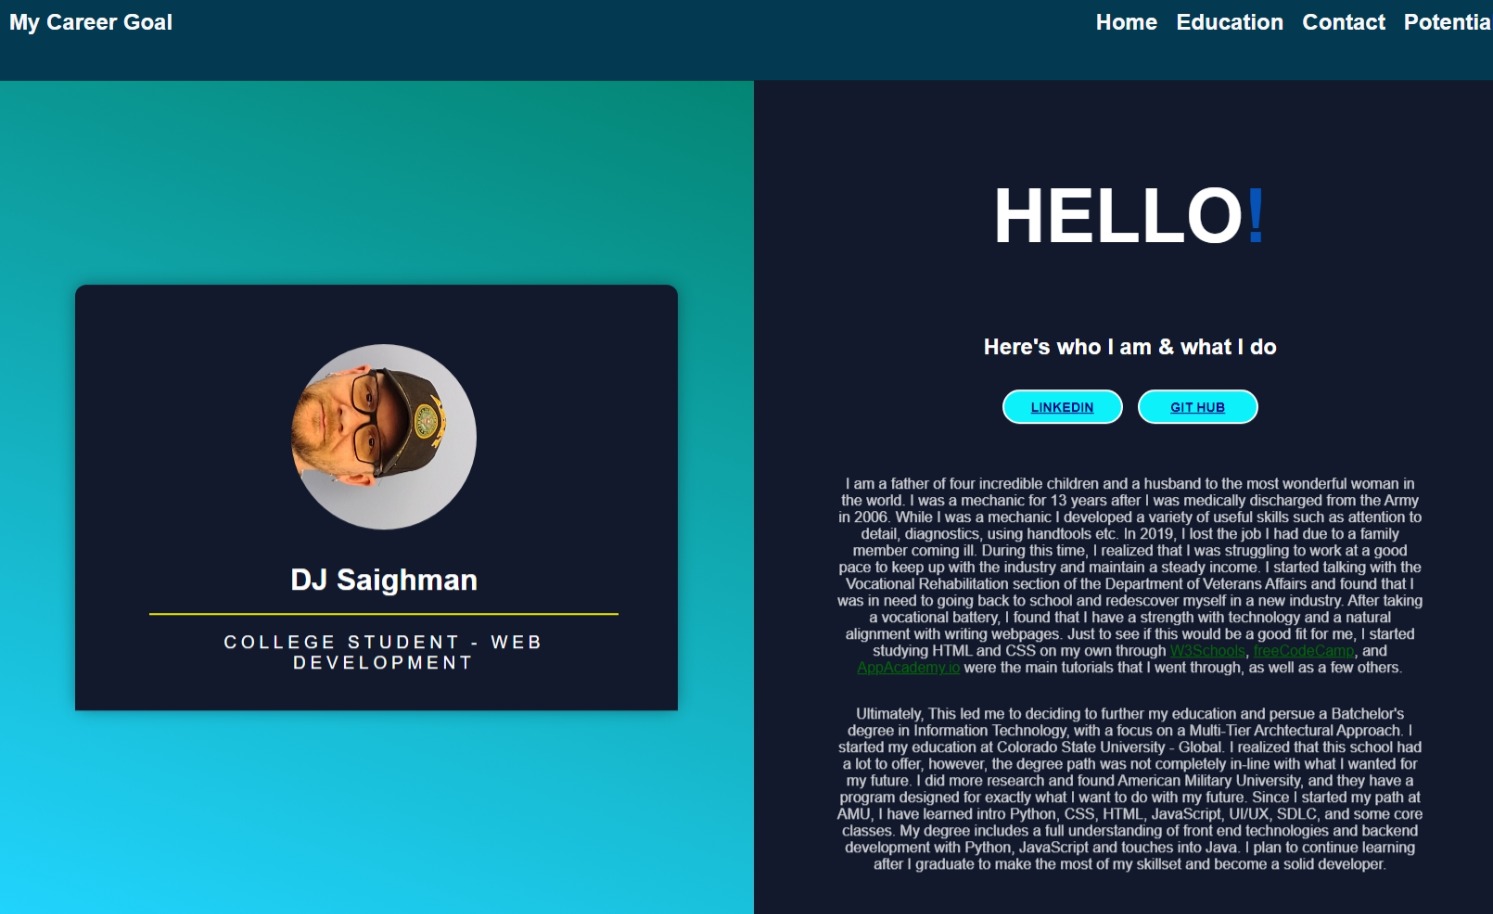 My Career Goal
Home Education Contact Potentia
HELLO!
Here's who I am & what I do
LINKEDIN GIT HUB
DJ Saighman
COLLEGE STUDENT - WEB
DEVELOPMENT
I am a father of four incredible children and a husband to the most wonderful woman in
the world. I was a mechanic for 13 years after I was medically discharged from the Army
in 2006. While I was a mechanic I developed a variety of useful skills such as attention to
detail, diagnostics, using handtools etc. In 2019, I lost the job I had due to a family
member coming ill. During this time, I realized that I was struggling to work at a good
pace to keep up with the industry and maintain a steady income. I started talking with the
Vocational Rehabilitation section of the Department of Veterans Affairs and found that I
was in need to going back to school and redescover myself in a new industry. After taking
a vocational battery, I found that I have a strength with technology and a natural
alignment with writing webpages. Just to see if this would be a good fit for me, I started
studying HTML and CSS on my own through W3Schools, freeCodeCamp, and
AppAcademy.io were the main tutorials that I went through, as well as a few others.
Ultimately, This led me to deciding to further my education and persue a Batchelor's
degree in Information Technology, with a focus on a Multi-Tier Archtectural Approach. I
started my education at Colorado State University - Global. I realized that this school had
a lot to offer, however, the degree path was not completely in-line with what I wanted for
my future. I did more research and found American Military University, and they have a
program designed for exactly what I want to do with my future. Since I started my path at
AMU, I have learned intro Python, CSS, HTML, JavaScript, UI/UX, SDLC, and some core
classes. My degree includes a full understanding of front end technologies and backend
development with Python, JavaScript and touches into Java. I plan to continue learning
after I graduate to make the most of my skillset and become a solid developer.